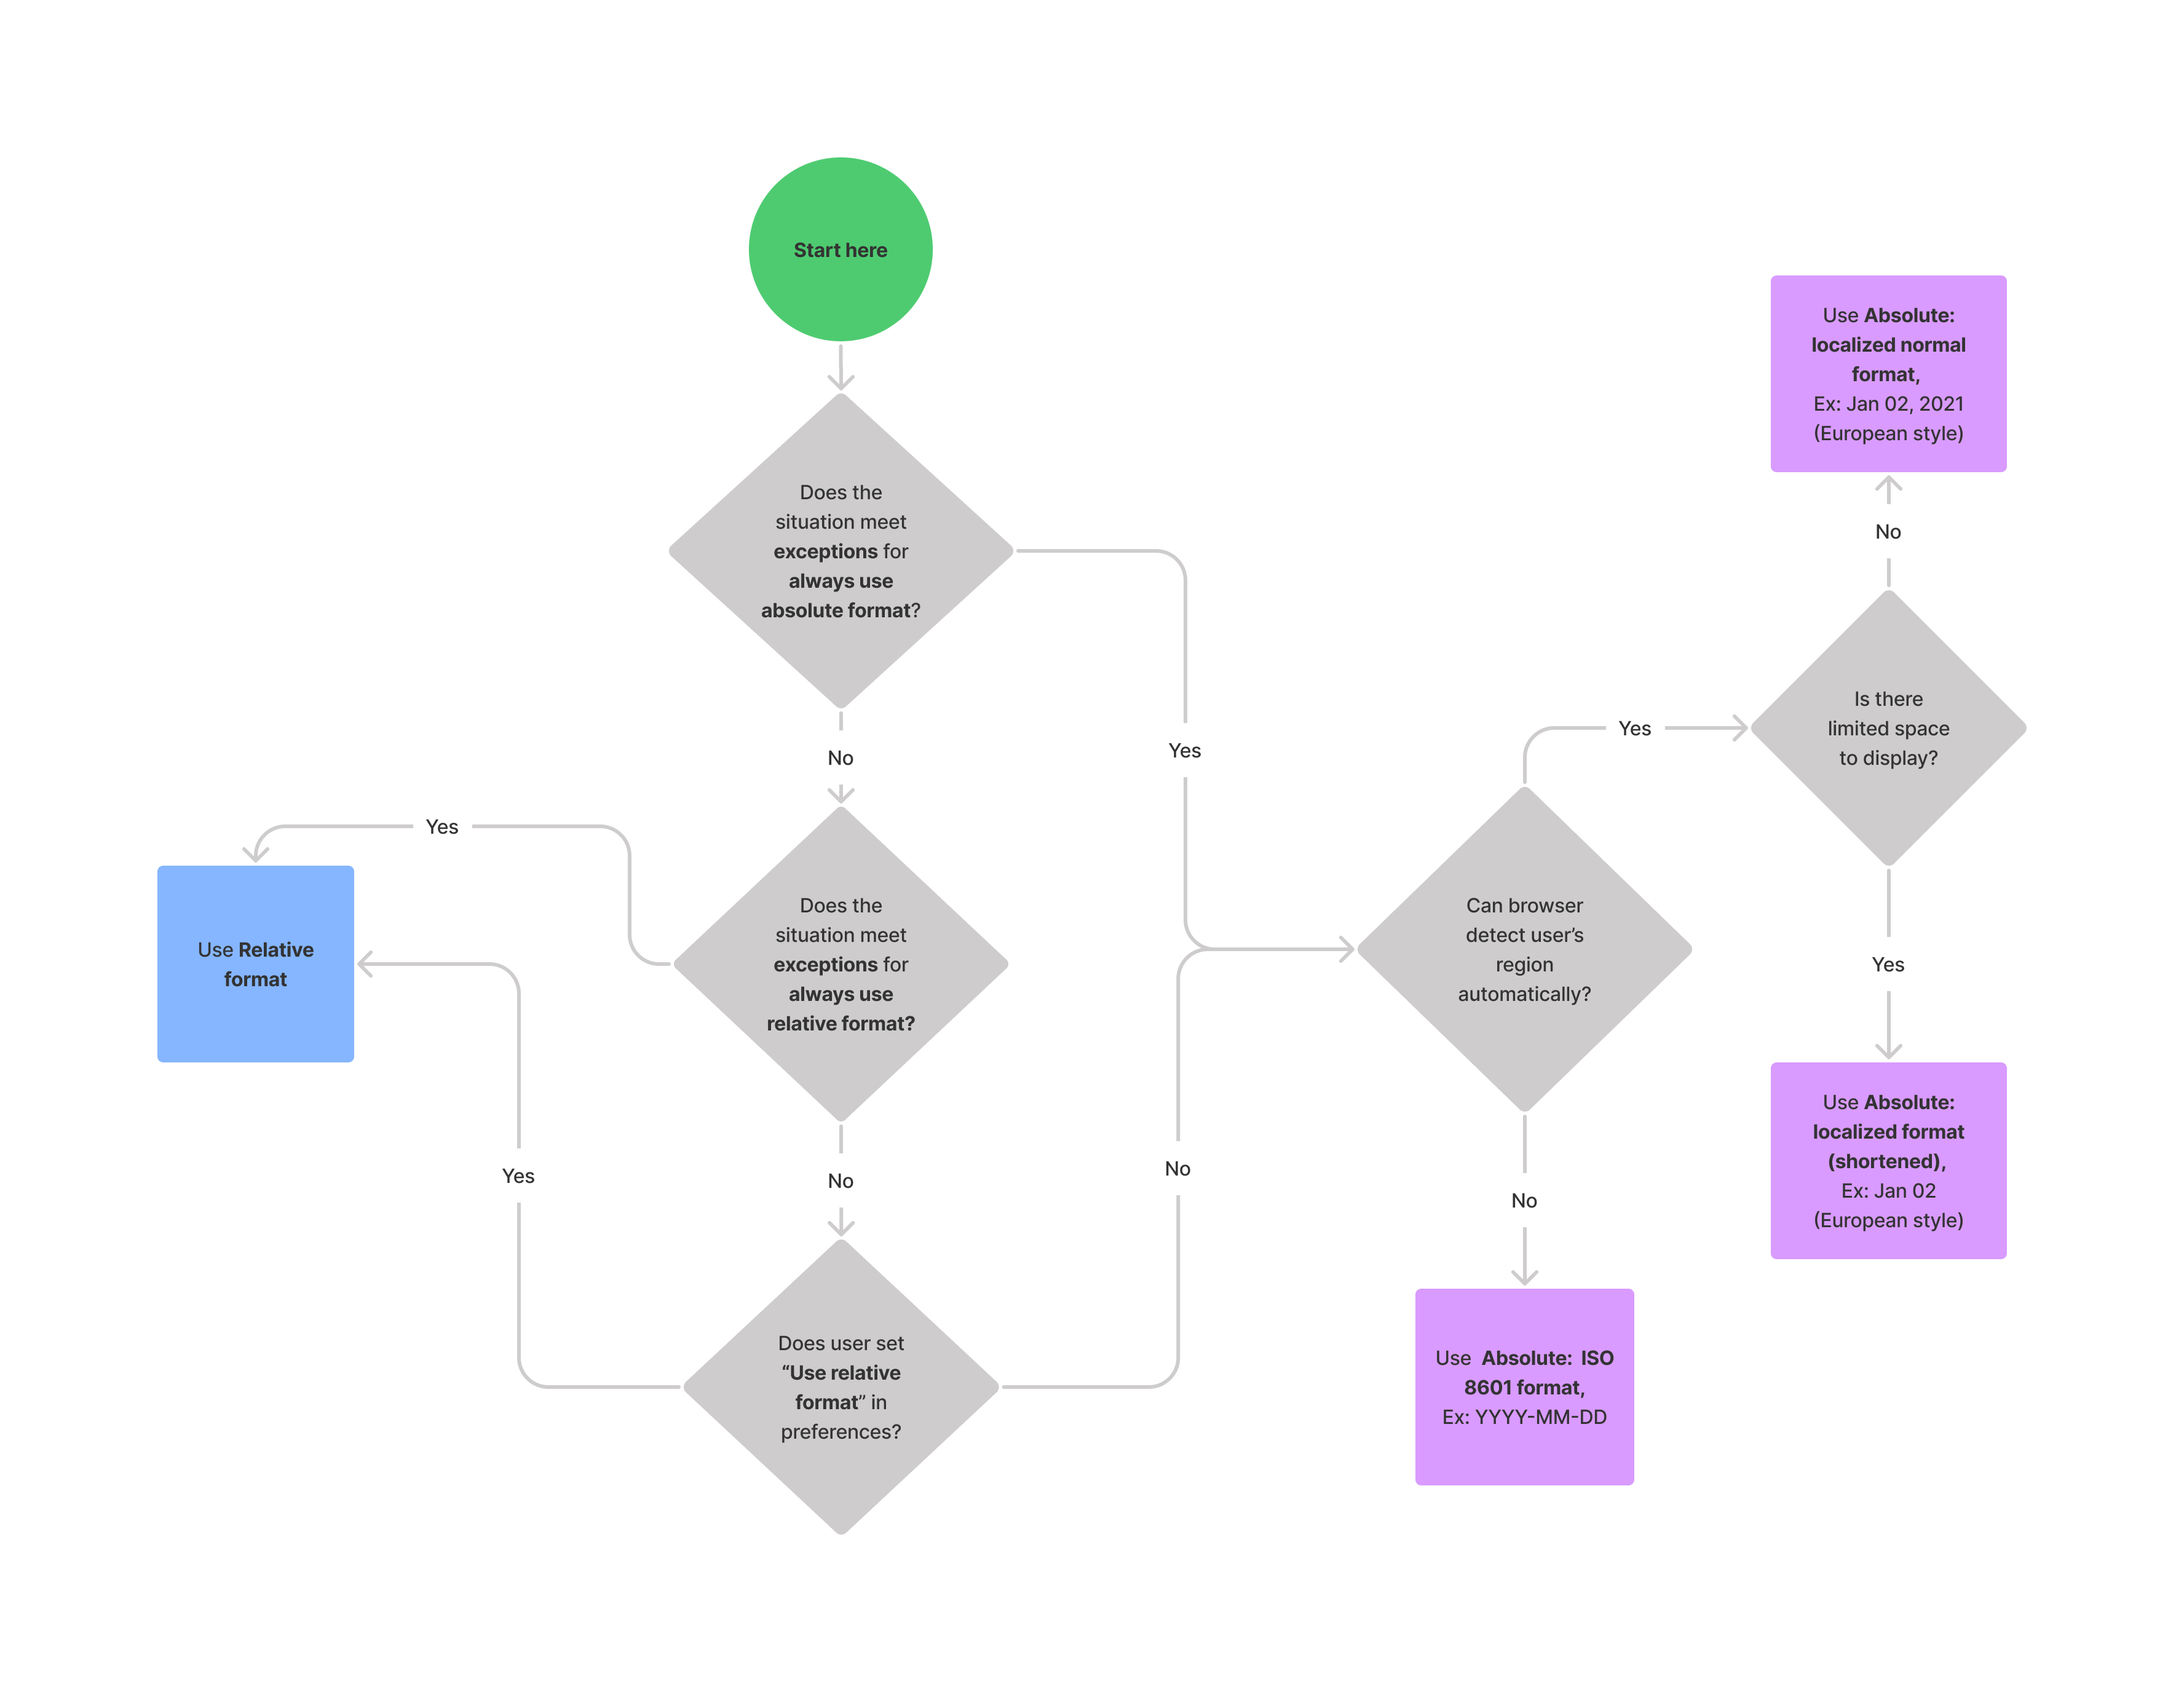 Start here
Does the
situation meet
exceptions for
always use
absolute format?
No
Yes
Does the
situation meet
exceptions for
always use
relative format?
Yes
Use Relative
format
No
Does user set
“Use relative
format” in
preferences?
Yes
No
Can browser
detect user’s
region
automatically?
No
Use Absolute: ISO
8601 format,
Ex: YYYY-MM-DD
Yes
Is there
limited space
to display?
No
Use Absolute:
localized normal
format,
Ex: Jan 02, 2021
(European style)
Yes
Use Absolute:
localized format
(shortened),
Ex: Jan 02
(European style)